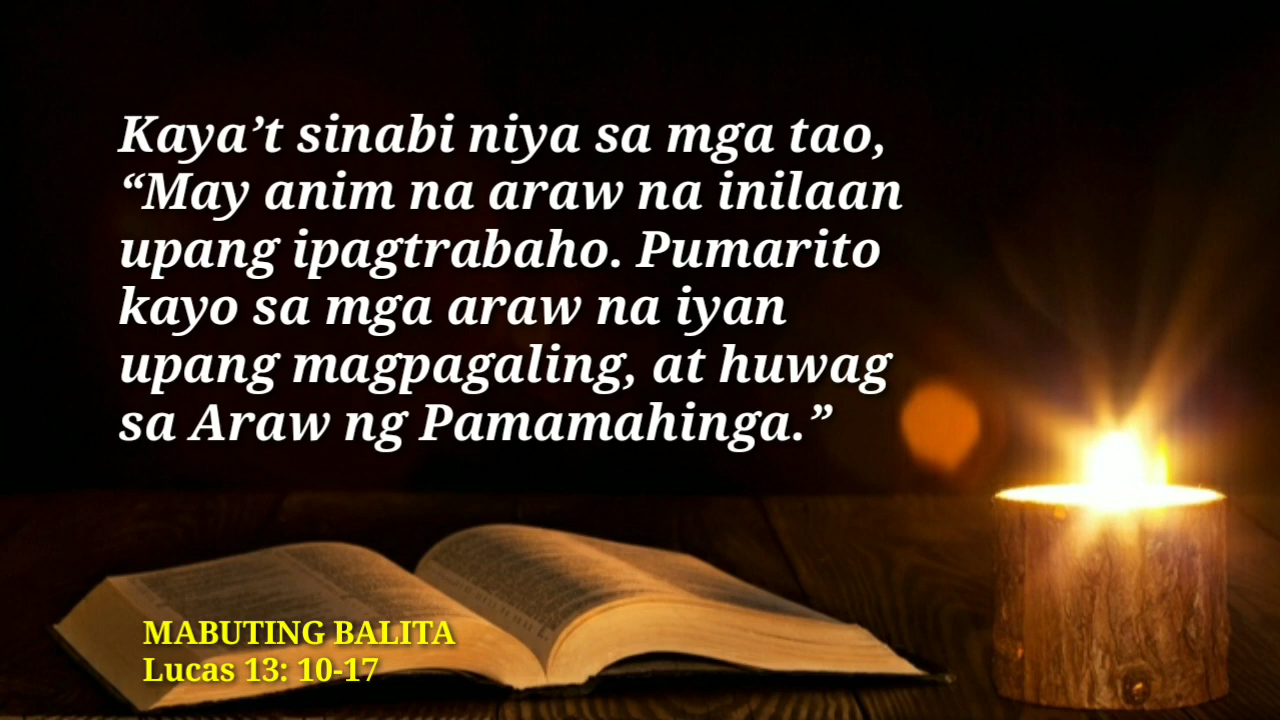 Kaya’t sinabi niya sa mga tao,
“May anim na araw na inilaan
upang ipagtrabaho. Pumarito
kayo sa mga araw na iyan
upang magpagaling, at huwag
sa Araw ng Pamamahinga.”
MABUTING BALITA
Lucas 13: 10-17